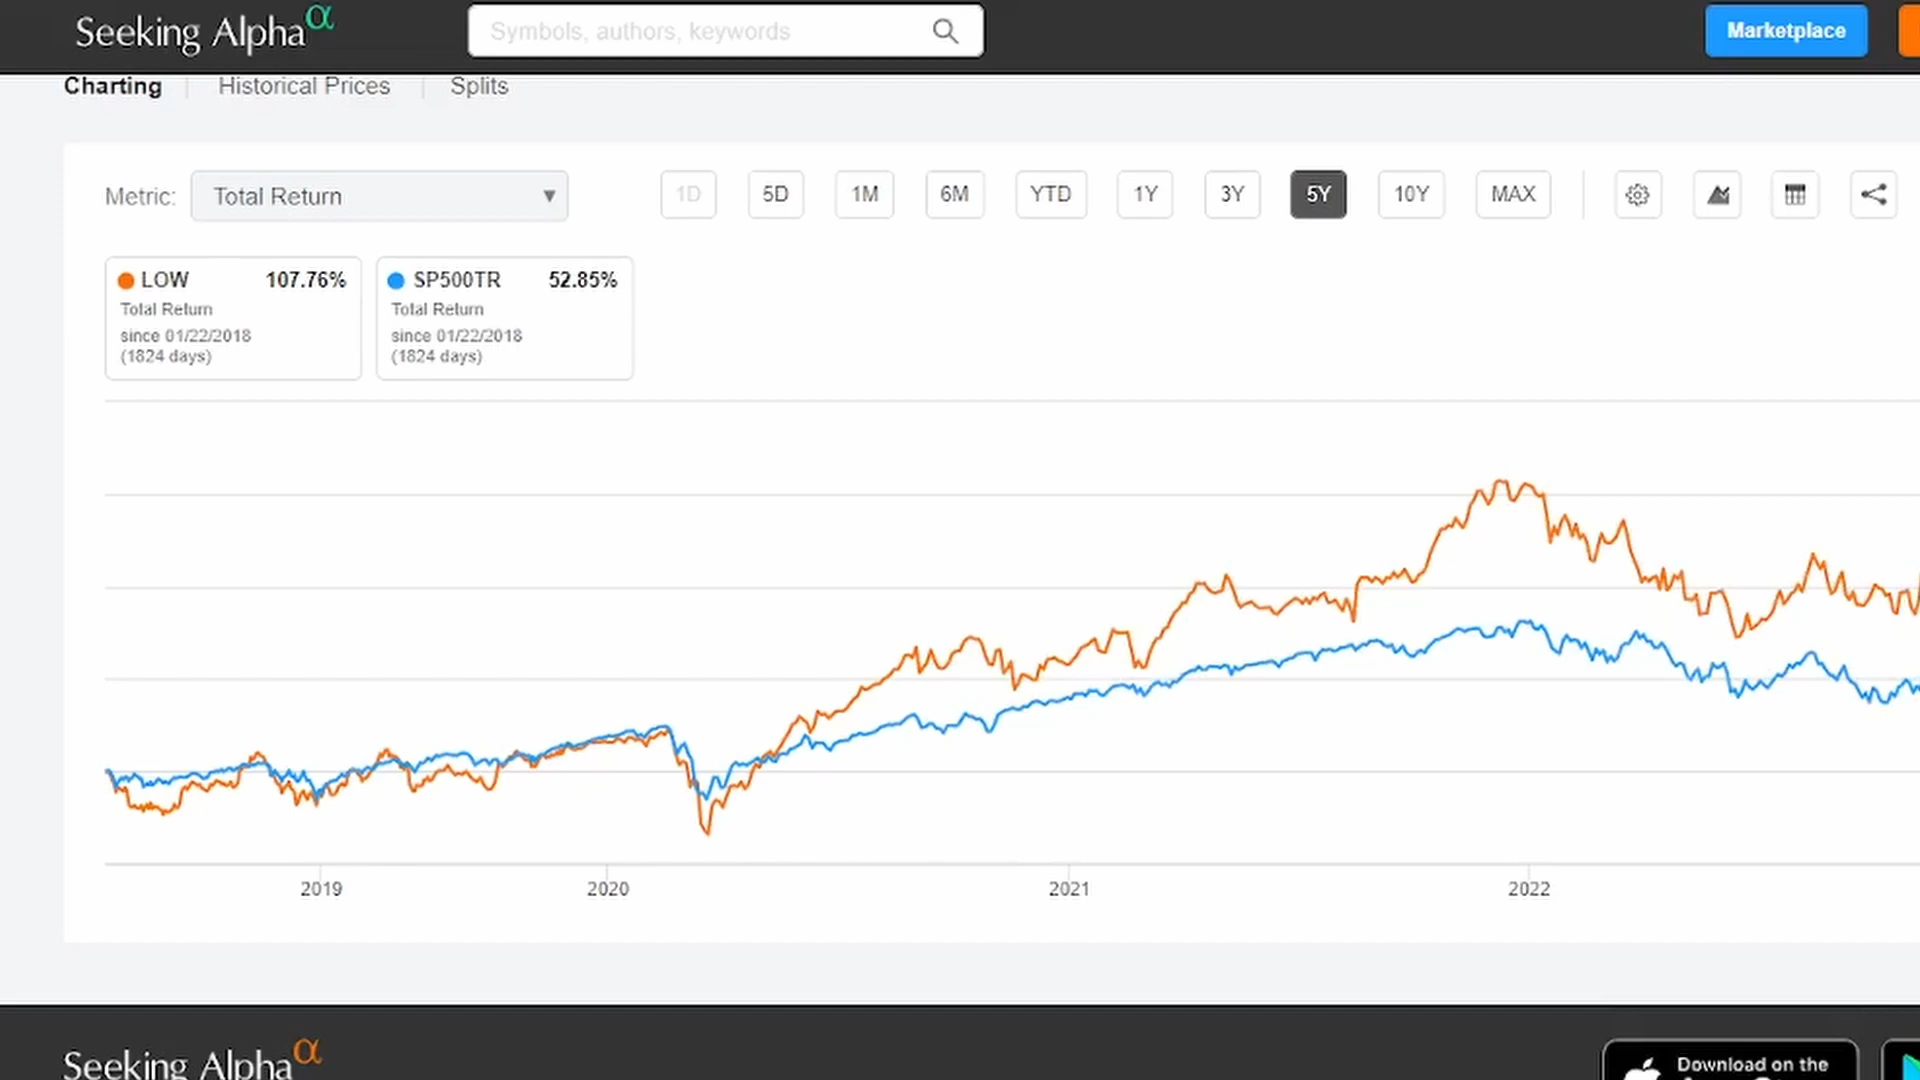 Seeking Alpha α
Symbols, authors, keywords
Marketplace
Charting
Historical Prices
Splits
Metric:
Total Return
1D
5D
1M
6M
YTD
1Y
3Y
5Y
10Y
MAX
LOW 107.76%
Total Return
since 01/22/2018
(1824 days)
SP500TR 52.85%
Total Return
since 01/22/2018
(1824 days)
2019
2020
2021
2022
Seeking Alpha α
Download on the